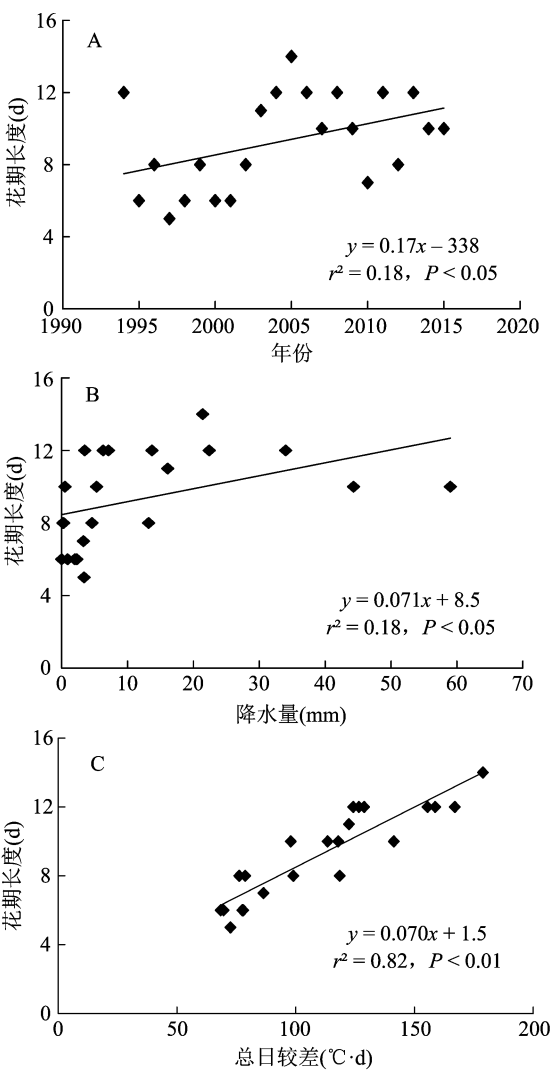 16
A
12
花期长度(d)
8
4
y = 0.17x – 338
r² = 0.18，P < 0.05
0
1990 1995 2000 2005 2010 2015 2020
年份
16
B
12
花期长度(d)
8
4
y = 0.071x + 8.5
r² = 0.18，P < 0.05
0
0 10 20 30 40 50 60 70
降水量(mm)
16
C
12
花期长度(d)
8
4
y = 0.070x + 1.5
r² = 0.82，P < 0.01
0
0 50 100 150 200
总日较差(℃·d)